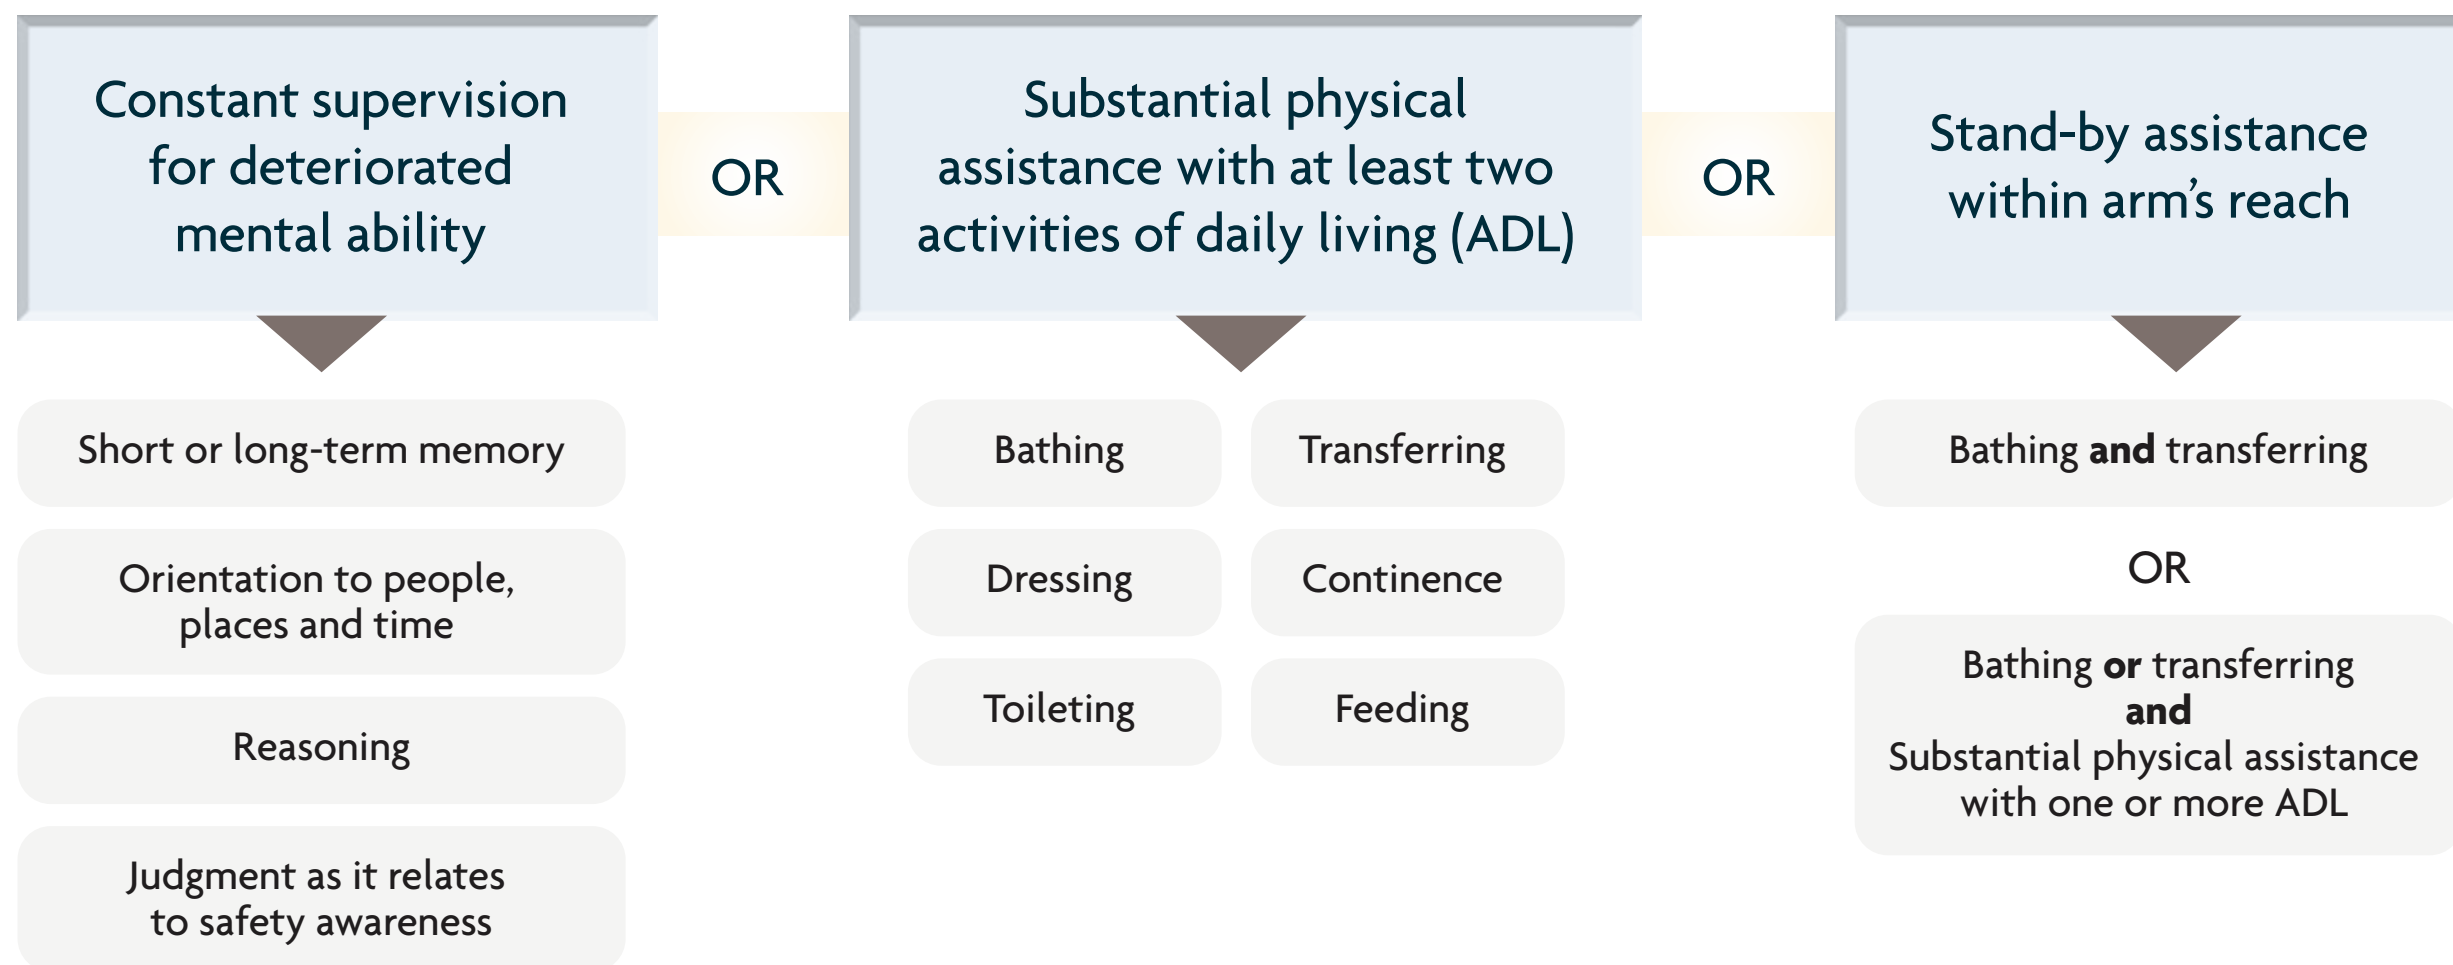 Constant supervision
for deteriorated
mental ability
OR
Substantial physical
assistance with at least two
activities of daily living (ADL)
OR
Stand-by assistance
within arm’s reach
Short or long-term memory
Orientation to people,
places and time
Reasoning
Judgment as it relates
to safety awareness
Bathing
Transferring
Dressing
Continence
Toileting
Feeding
Bathing and transferring
OR
Bathing or transferring
and
Substantial physical assistance
with one or more ADL